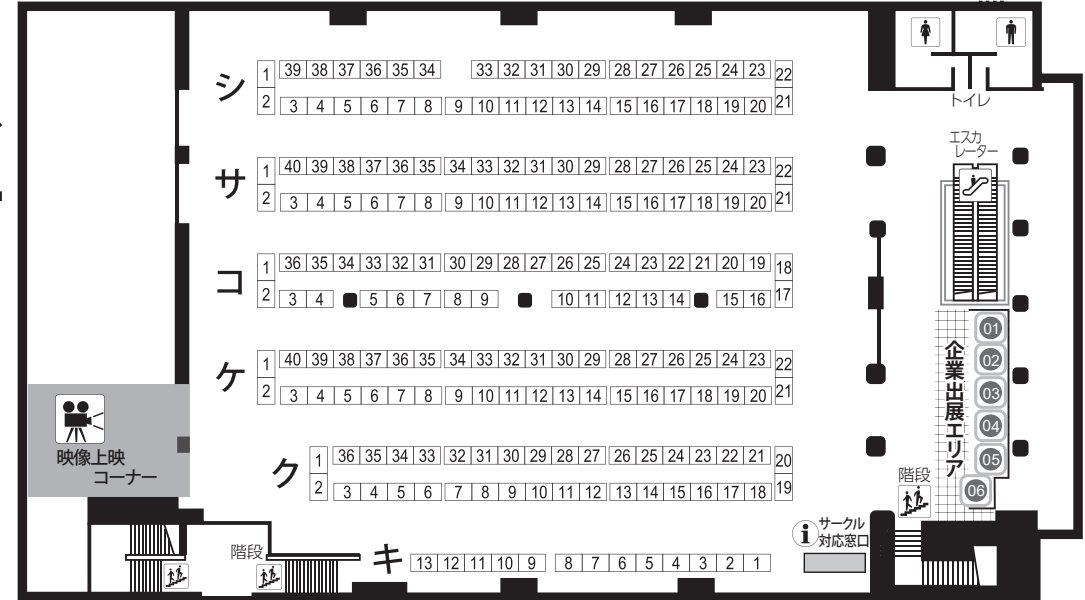 トイレ
エスカ
レーター
シ
1 39 38 37 36 35 34 33 32 31 30 29 28 27 26 25 24 23 22
2 3 4 5 6 7 8 9 10 11 12 13 14 15 16 17 18 19 20 21
サ
1 40 39 38 37 36 35 34 33 32 31 30 29 28 27 26 25 24 23 22
2 3 4 5 6 7 8 9 10 11 12 13 14 15 16 17 18 19 20 21
コ
1 36 35 34 33 32 31 30 29 28 27 26 25 24 23 22 21 20 19 18
2 3 4 5 6 7 8 9 10 11 12 13 14 15 16 17
ケ
1 40 39 38 37 36 35 34 33 32 31 30 29 28 27 26 25 24 23 22
2 3 4 5 6 7 8 9 10 11 12 13 14 15 16 17 18 19 20 21
ク
1 36 35 34 33 32 31 30 29 28 27 26 25 24 23 22 21 20
2 3 4 5 6 7 8 9 10 11 12 13 14 15 16 17 18 19
キ
13 12 11 10 9 8 7 6 5 4 3 2 1
企業出展エリア
01
02
03
04
05
06
映像上映
コーナー
階段
階段
i
サークル
対応窓口